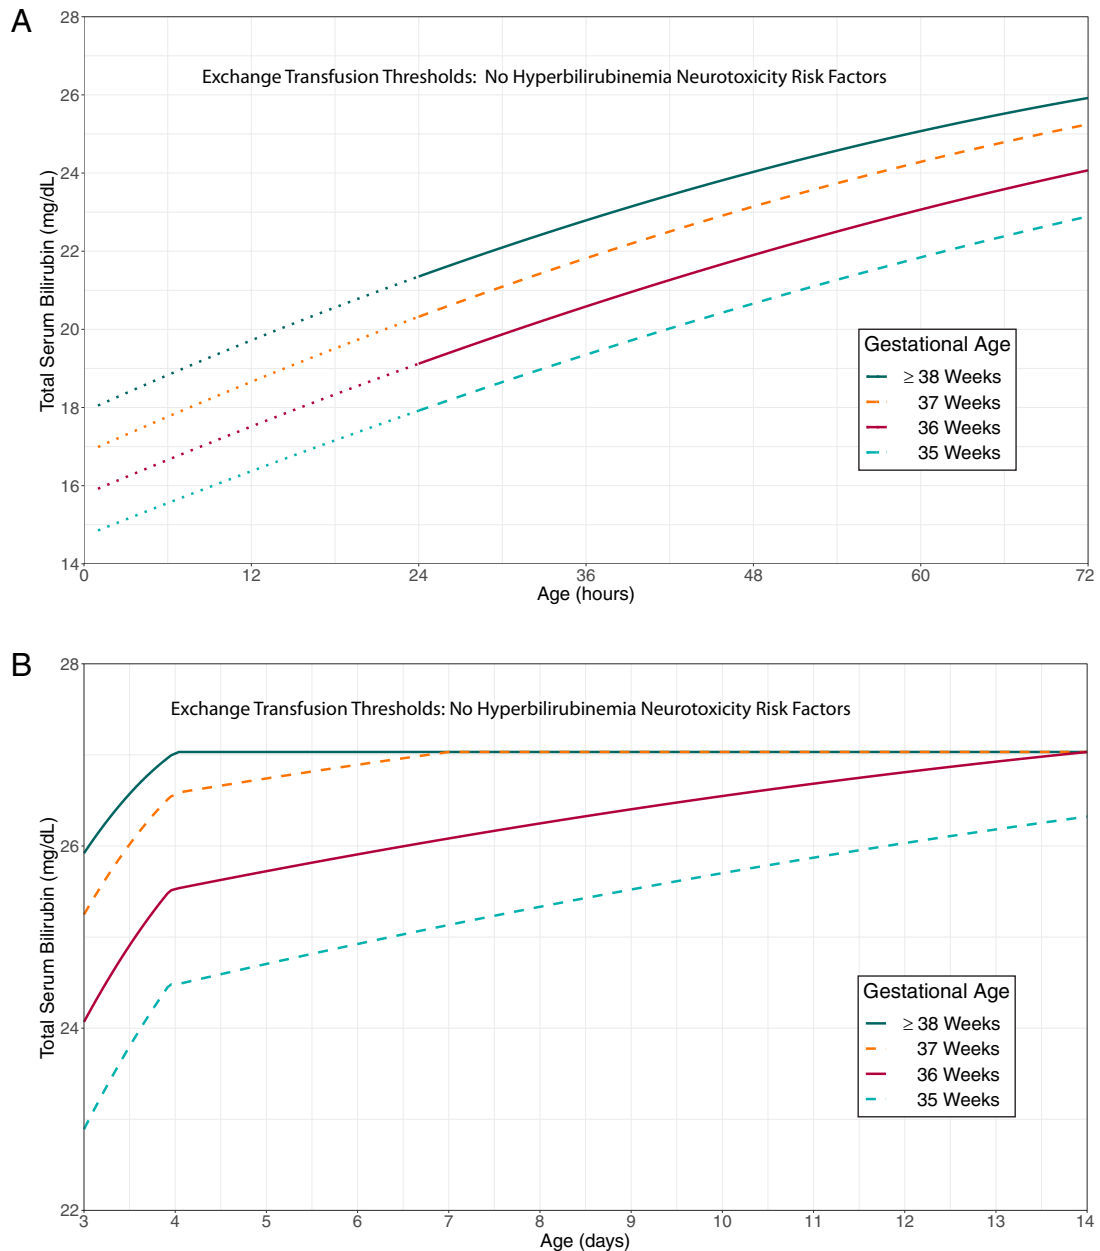 A
Exchange Transfusion Thresholds: No Hyperbilirubinemia Neurotoxicity Risk Factors
Total Serum Bilirubin (mg/dL)
28
26
24
22
20
18
16
14
0 12 24 36 48 60 72
Age (hours)
Gestational Age
≥ 38 Weeks
37 Weeks
36 Weeks
35 Weeks
B
Exchange Transfusion Thresholds: No Hyperbilirubinemia Neurotoxicity Risk Factors
Total Serum Bilirubin (mg/dL)
28
26
24
22
3 4 5 6 7 8 9 10 11 12 13 14
Age (days)
Gestational Age
≥ 38 Weeks
37 Weeks
36 Weeks
35 Weeks